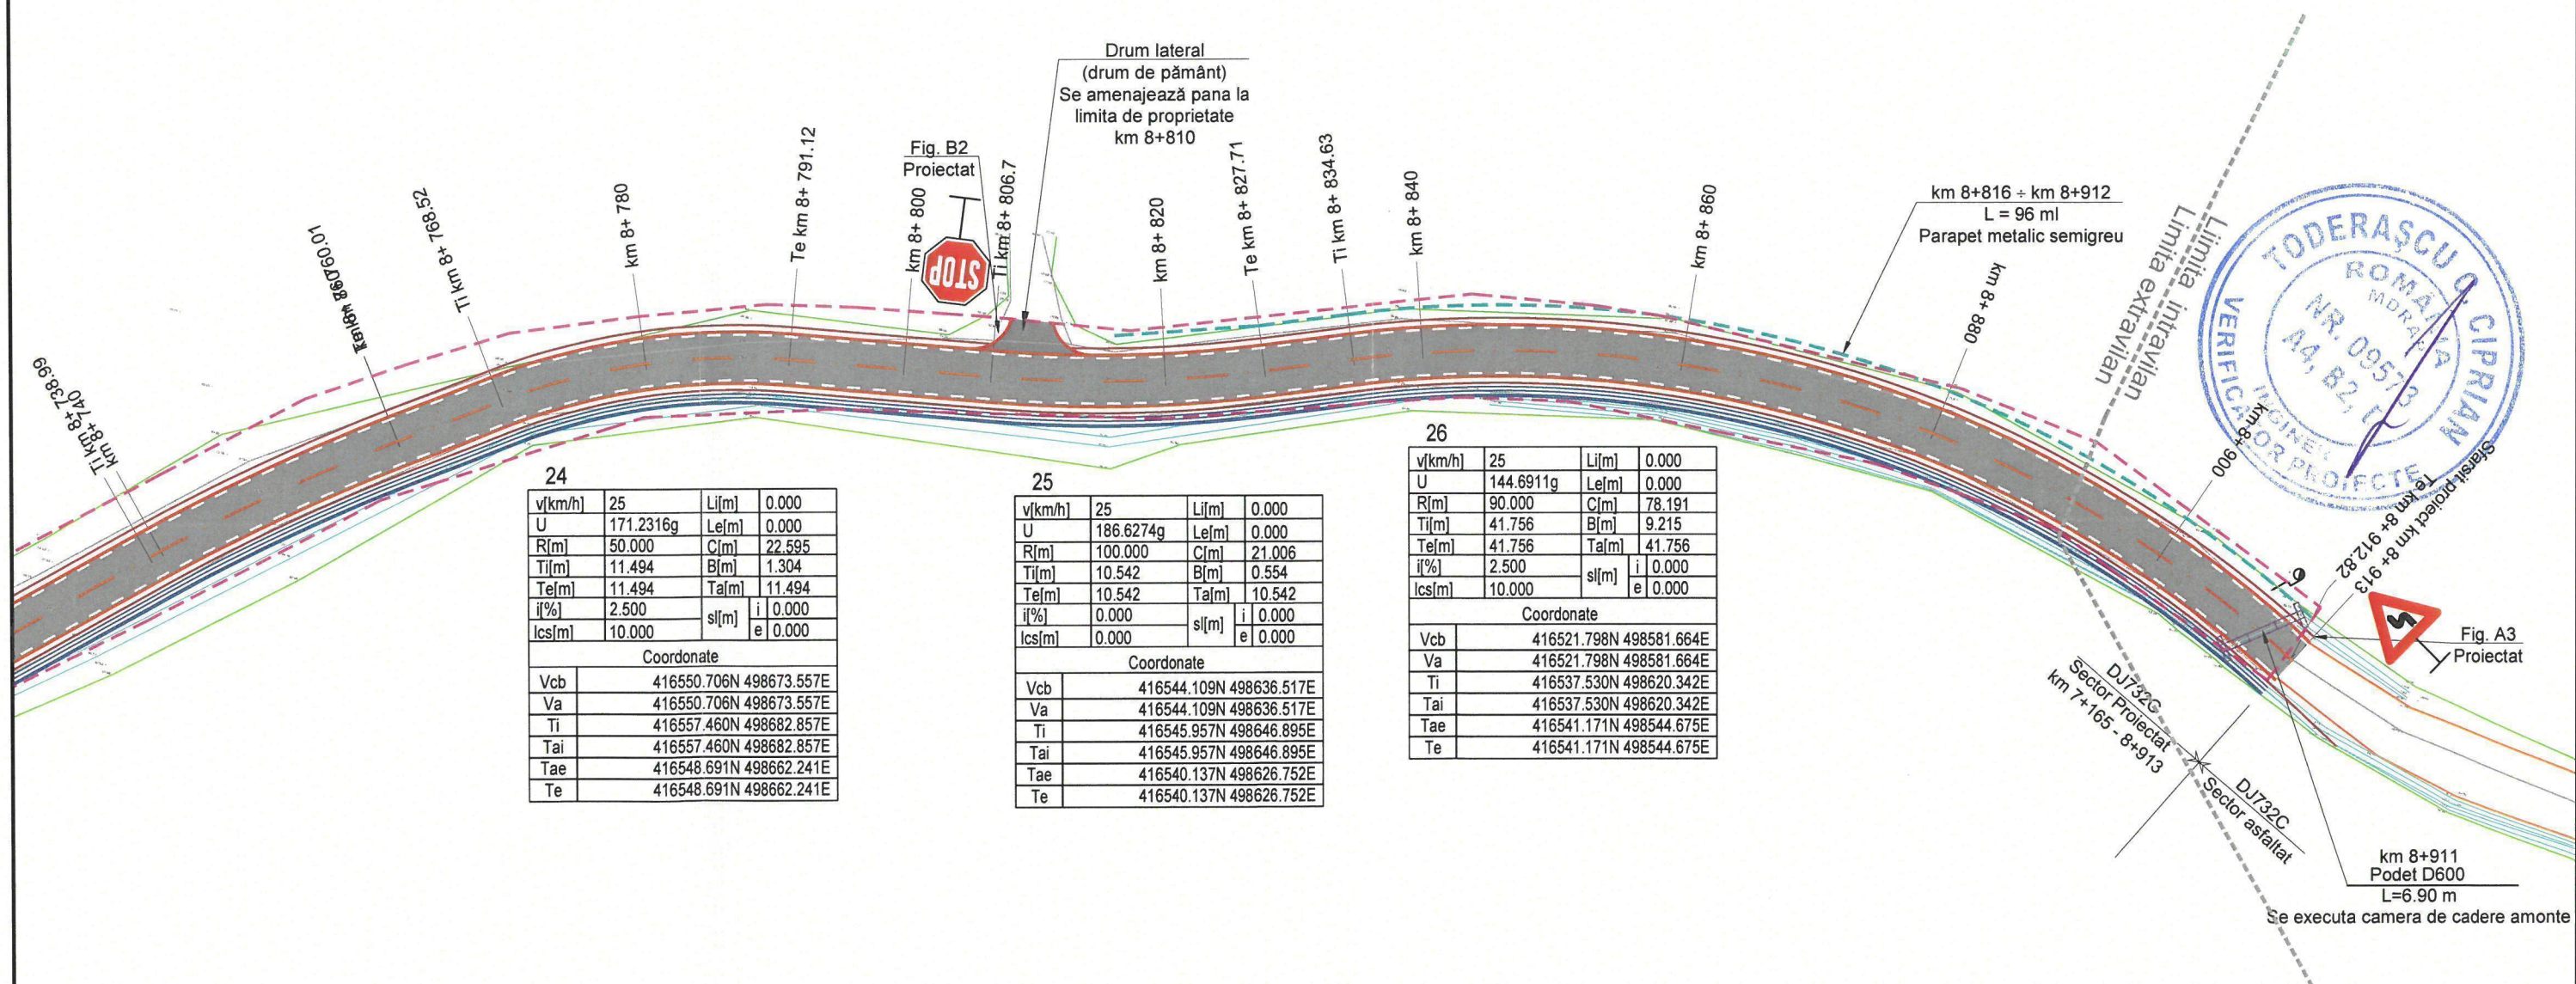 Drum lateral
(drum de pământ)
Se amenajează pana la
limita de proprietate
km 8+810
Fig. B2
Proiectat
STOP
Ti km 8+ 738.99
km 8+ 740
Ti km 8+ 768.52
km 8+ 780
Te km 8+ 791.12
km 8+ 800
Ti km 8+ 806.7
km 8+ 820
Te km 8+ 827.71
Ti km 8+ 834.63
km 8+ 840
km 8+ 860
km 8+816 ÷ km 8+912
L = 96 ml
Parapet metalic semigreu
km 8+ 880
Limita extravilan
Liimita intravilan
TODERAȘCU O. CIPRIAN
VERIFICATOR PROIECTE
ROMÂNIA
MDRAP
NR. 09573
A4, B2,
INGINER
km 8+ 900
Te km 8+ 912.82
Sfarsit proiect km 8+ 913
Fig. A3
Proiectat
24
v[km/h] 25 Li[m] 0.000
U 171.2316g Le[m] 0.000
R[m] 50.000 C[m] 22.595
Ti[m] 11.494 B[m] 1.304
Te[m] 11.494 Ta[m] 11.494
i[%] 2.500 sl[m] i 0.000
lcs[m] 10.000 e 0.000
Coordonate
Vcb 416550.706N 498673.557E
Va 416550.706N 498673.557E
Ti 416557.460N 498682.857E
Tai 416557.460N 498682.857E
Tae 416548.691N 498662.241E
Te 416548.691N 498662.241E
25
v[km/h] 25 Li[m] 0.000
U 186.6274g Le[m] 0.000
R[m] 100.000 C[m] 21.006
Ti[m] 10.542 B[m] 0.554
Te[m] 10.542 Ta[m] 10.542
i[%] 0.000 sl[m] i 0.000
lcs[m] 0.000 e 0.000
Coordonate
Vcb 416544.109N 498636.517E
Va 416544.109N 498636.517E
Ti 416545.957N 498646.895E
Tai 416545.957N 498646.895E
Tae 416540.137N 498626.752E
Te 416540.137N 498626.752E
26
v[km/h] 25 Li[m] 0.000
U 144.6911g Le[m] 0.000
R[m] 90.000 C[m] 78.191
Ti[m] 41.756 B[m] 9.215
Te[m] 41.756 Ta[m] 41.756
i[%] 2.500 sl[m] i 0.000
lcs[m] 10.000 e 0.000
Coordonate
Vcb 416521.798N 498581.664E
Va 416521.798N 498581.664E
Ti 416537.530N 498620.342E
Tai 416537.530N 498620.342E
Tae 416541.171N 498544.675E
Te 416541.171N 498544.675E
DJ732C
Sector Proiectat
km 7+165 - 8+913
DJ732C
Sector asfaltat
km 8+911
Podet D600
L=6.90 m
Se executa camera de cadere amonte